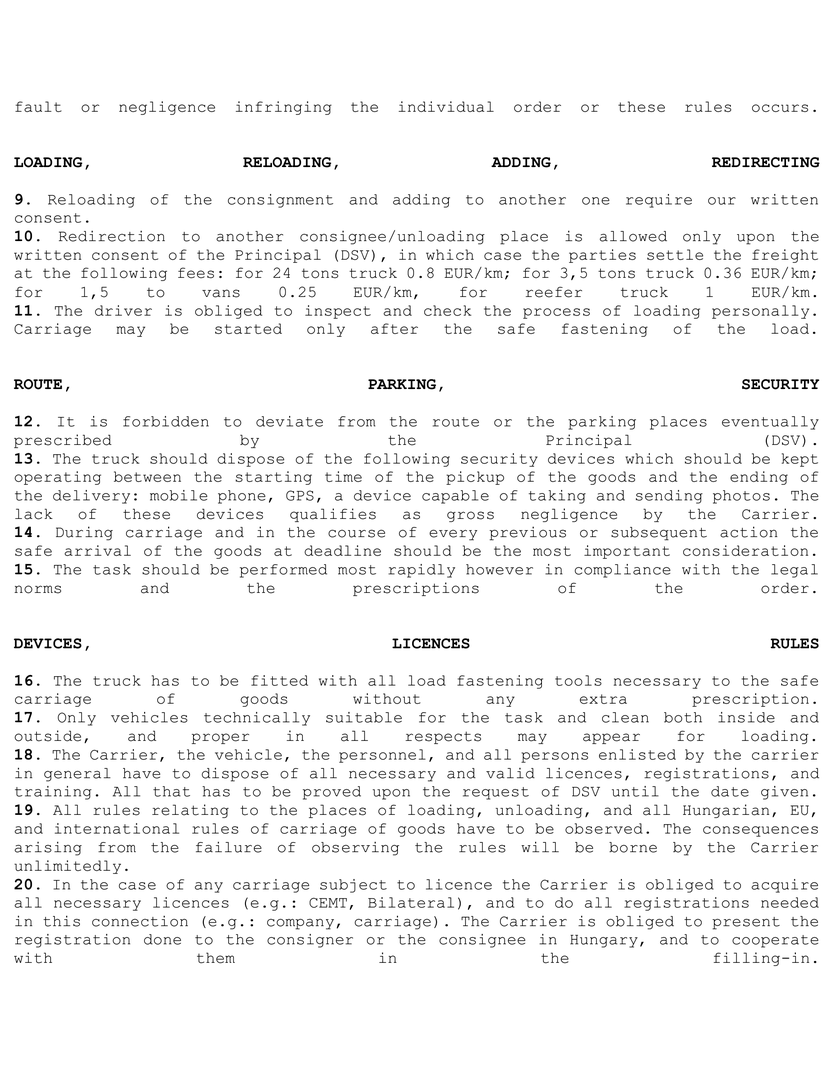 fault or negligence infringing the individual order or these rules occurs.
LOADING, RELOADING, ADDING, REDIRECTING
9. Reloading of the consignment and adding to another one require our written
consent.
10. Redirection to another consignee/unloading place is allowed only upon the
written consent of the Principal (DSV), in which case the parties settle the freight
at the following fees: for 24 tons truck 0.8 EUR/km; for 3,5 tons truck 0.36 EUR/km;
for 1,5 to vans 0.25 EUR/km, for reefer truck 1 EUR/km.
11. The driver is obliged to inspect and check the process of loading personally.
Carriage may be started only after the safe fastening of the load.
ROUTE, PARKING, SECURITY
12. It is forbidden to deviate from the route or the parking places eventually
prescribed by the Principal (DSV).
13. The truck should dispose of the following security devices which should be kept
operating between the starting time of the pickup of the goods and the ending of
the delivery: mobile phone, GPS, a device capable of taking and sending photos. The
lack of these devices qualifies as gross negligence by the Carrier.
14. During carriage and in the course of every previous or subsequent action the
safe arrival of the goods at deadline should be the most important consideration.
15. The task should be performed most rapidly however in compliance with the legal
norms and the prescriptions of the order.
DEVICES, LICENCES RULES
16. The truck has to be fitted with all load fastening tools necessary to the safe
carriage of goods without any extra prescription.
17. Only vehicles technically suitable for the task and clean both inside and
outside, and proper in all respects may appear for loading.
18. The Carrier, the vehicle, the personnel, and all persons enlisted by the carrier
in general have to dispose of all necessary and valid licences, registrations, and
training. All that has to be proved upon the request of DSV until the date given.
19. All rules relating to the places of loading, unloading, and all Hungarian, EU,
and international rules of carriage of goods have to be observed. The consequences
arising from the failure of observing the rules will be borne by the Carrier
unlimitedly.
20. In the case of any carriage subject to licence the Carrier is obliged to acquire
all necessary licences (e.g.: CEMT, Bilateral), and to do all registrations needed
in this connection (e.g.: company, carriage). The Carrier is obliged to present the
registration done to the consigner or the consignee in Hungary, and to cooperate
with them in the filling-in.